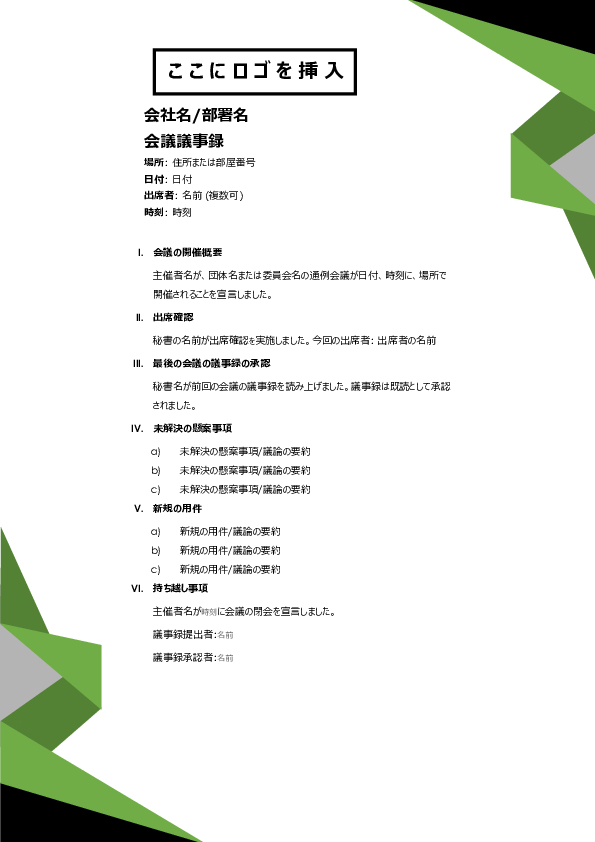 ここにロゴを挿入
会社名/部署名
会議議事録
場所: 住所または部屋番号
日付: 日付
出席者: 名前 (複数可)
時刻: 時刻
I. 会議の開催概要
主催者名が、団体名または委員会名の通例会議が日付、時刻に、場所で
開催されることを宣言しました。
II. 出席確認
秘書の名前が出席確認を実施しました。今回の出席者: 出席者の名前
III. 最後の会議の議事録の承認
秘書名が前回の会議の議事録を読み上げました。議事録は既読として承認
されました。
IV. 未解決の懸案事項
a) 未解決の懸案事項/議論の要約
b) 未解決の懸案事項/議論の要約
c) 未解決の懸案事項/議論の要約
V. 新規の用件
a) 新規の用件/議論の要約
b) 新規の用件/議論の要約
c) 新規の用件/議論の要約
VI. 持ち越し事項
主催者名が時刻に会議の閉会を宣言しました。
議事録提出者:名前
議事録承認者:名前